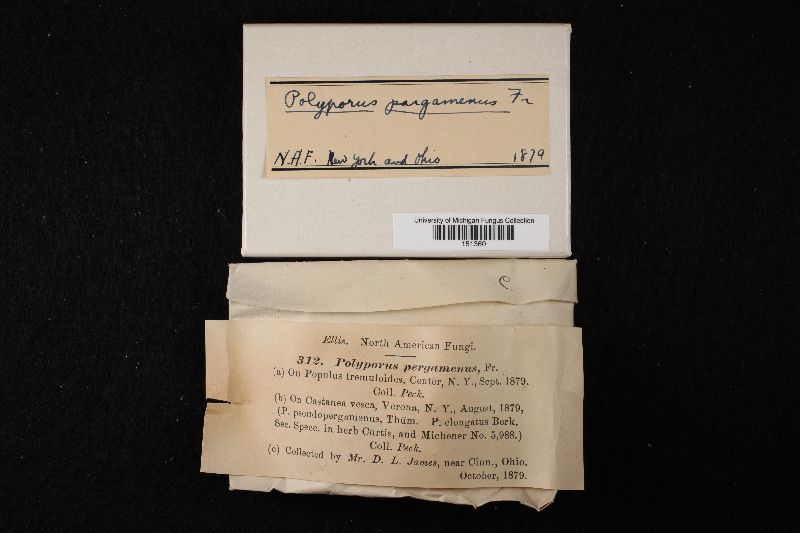 Polyporus pargamenus Fr
N.A.F. New York and Ohio 1879
University of Michigan Fungus Collection
151360
C
Ellis. North American Fungi.
312. Polyporus pergamenus, Fr.
(a) On Populus tremuloides, Center, N. Y., Sept. 1879.
Coll. Peck.
(b) On Castanea vesca, Verona, N. Y., August, 1879,
(P. pseudopergamenus, Thüm. P. elongatus Berk.
Sec. Spece. in herb Curtis, and Michener No. 5,988.)
Coll. Peck.
(c) Collected by Mr. D. L. James, near Cinn., Ohio.
October, 1879.